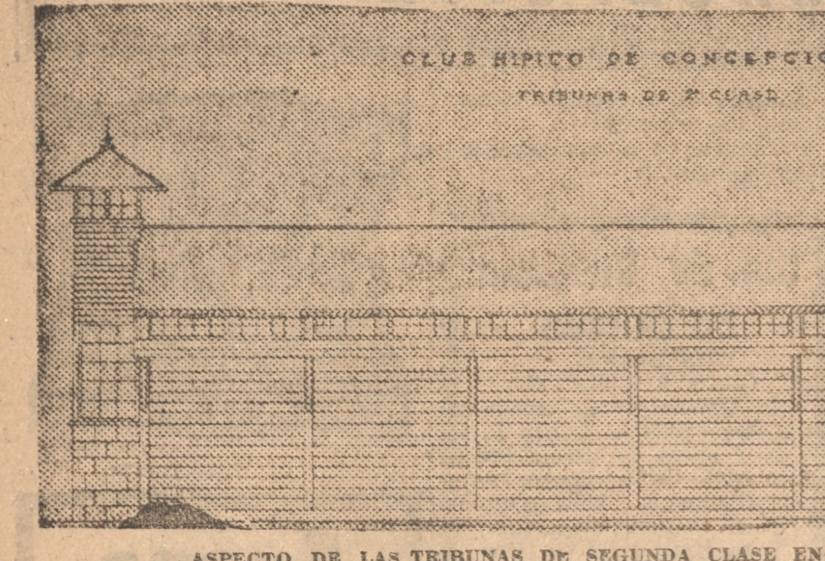 CLUB HIPICO DE CONCEPCIO
TRIBUNAS DE 2ª CLASE
ASPECTO DE LAS TRIBUNAS DE SEGUNDA CLASE EN